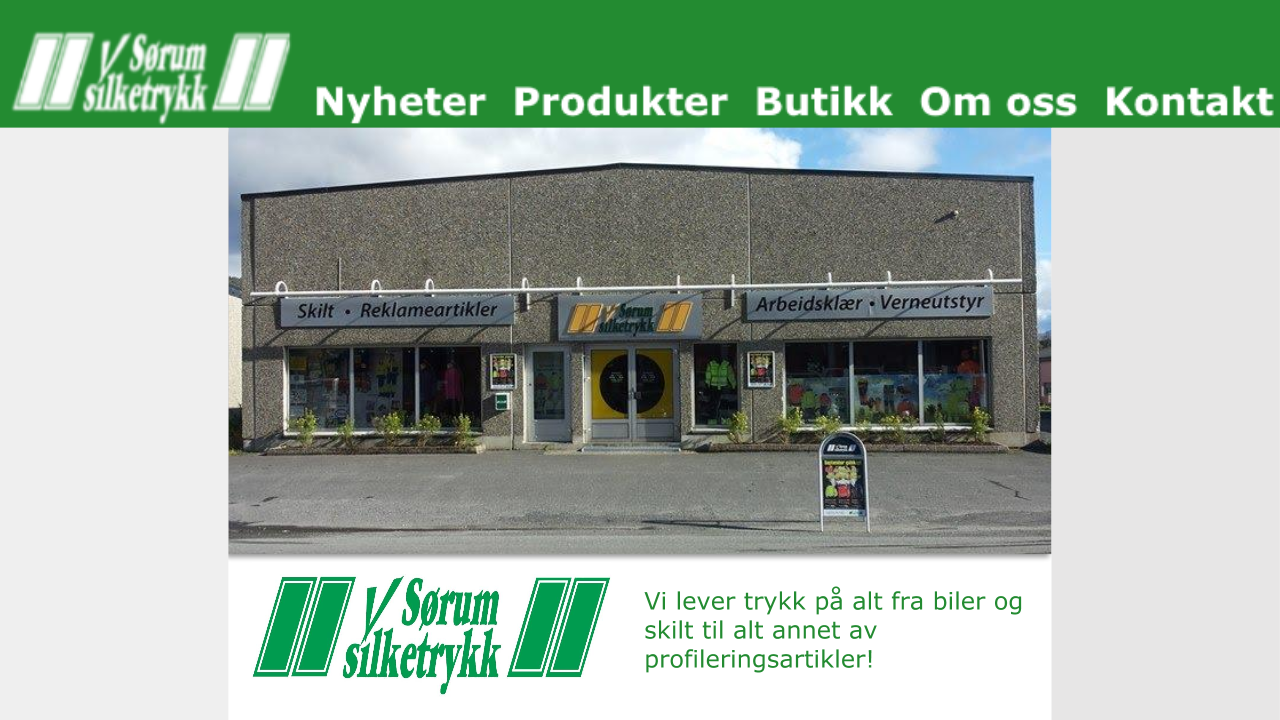 Sørum
silketrykk
Nyheter Produkter Butikk Om oss Kontakt
Skilt • Reklameartikler
Sørum
silketrykk
Arbeidsklær • Verneutstyr
Sørum
silketrykk
Vi lever trykk på alt fra biler og
skilt til alt annet av
profileringsartikler!